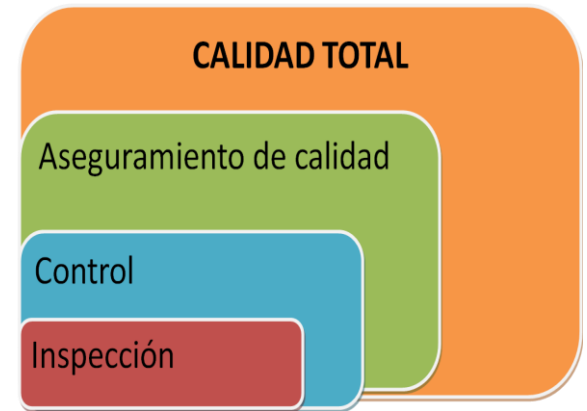 CALIDAD TOTAL
Aseguramiento de calidad
Control
Inspección